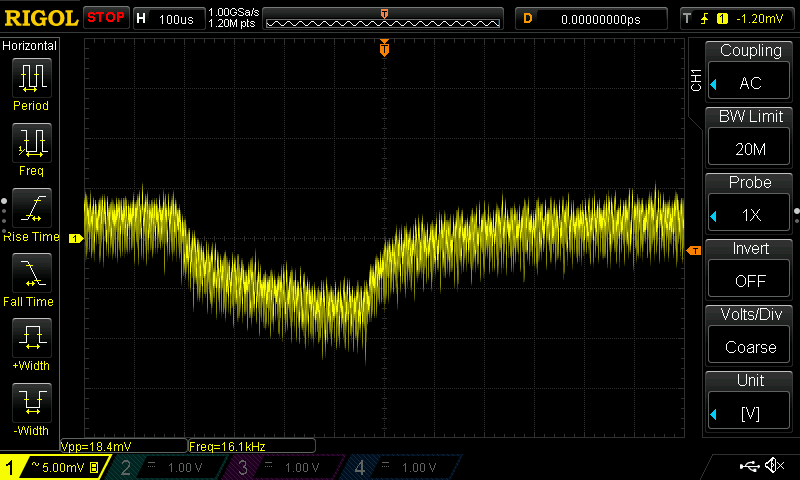 RIGOL STOP H 100us 1.00GSa/s D 0.00000000ps T 1 -1.20mV
1.20M pts
T
Horizontal
Period
Freq
Rise Time
Fall Time
+Width
-Width
1
T
CH1
Coupling
AC
BW Limit
20M
Probe
1X
Invert
OFF
Volts/Div
Coarse
Unit
[V]
Vpp=18.4mV Freq=16.1kHz
1 ~ 5.00mV B 2 1.00 V 3 1.00 V 4 1.00 V